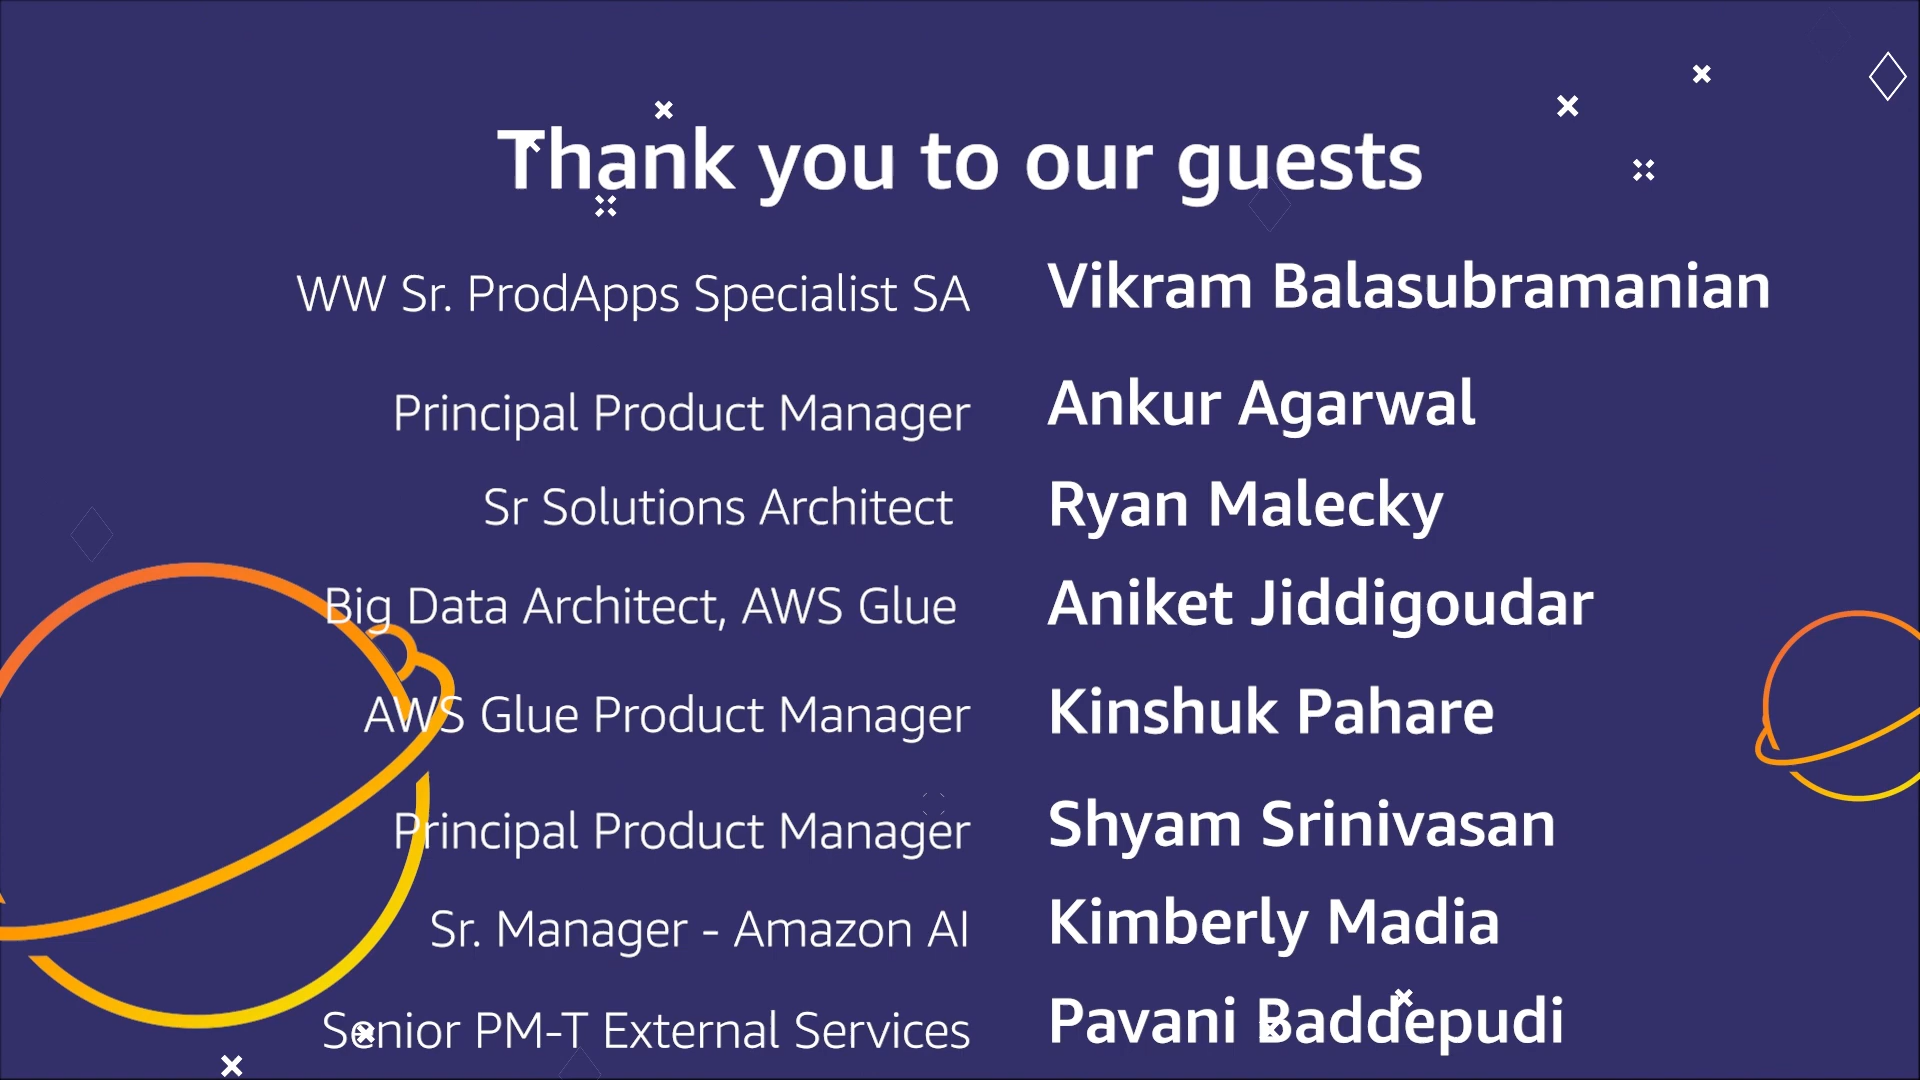 Thank you to our guests
WW Sr. ProdApps Specialist SA Vikram Balasubramanian
Principal Product Manager Ankur Agarwal
Sr Solutions Architect Ryan Malecky
Big Data Architect, AWS Glue Aniket Jiddigoudar
AWS Glue Product Manager Kinshuk Pahare
Principal Product Manager Shyam Srinivasan
Sr. Manager - Amazon AI Kimberly Madia
Senior PM-T External Services Pavani Baddepudi